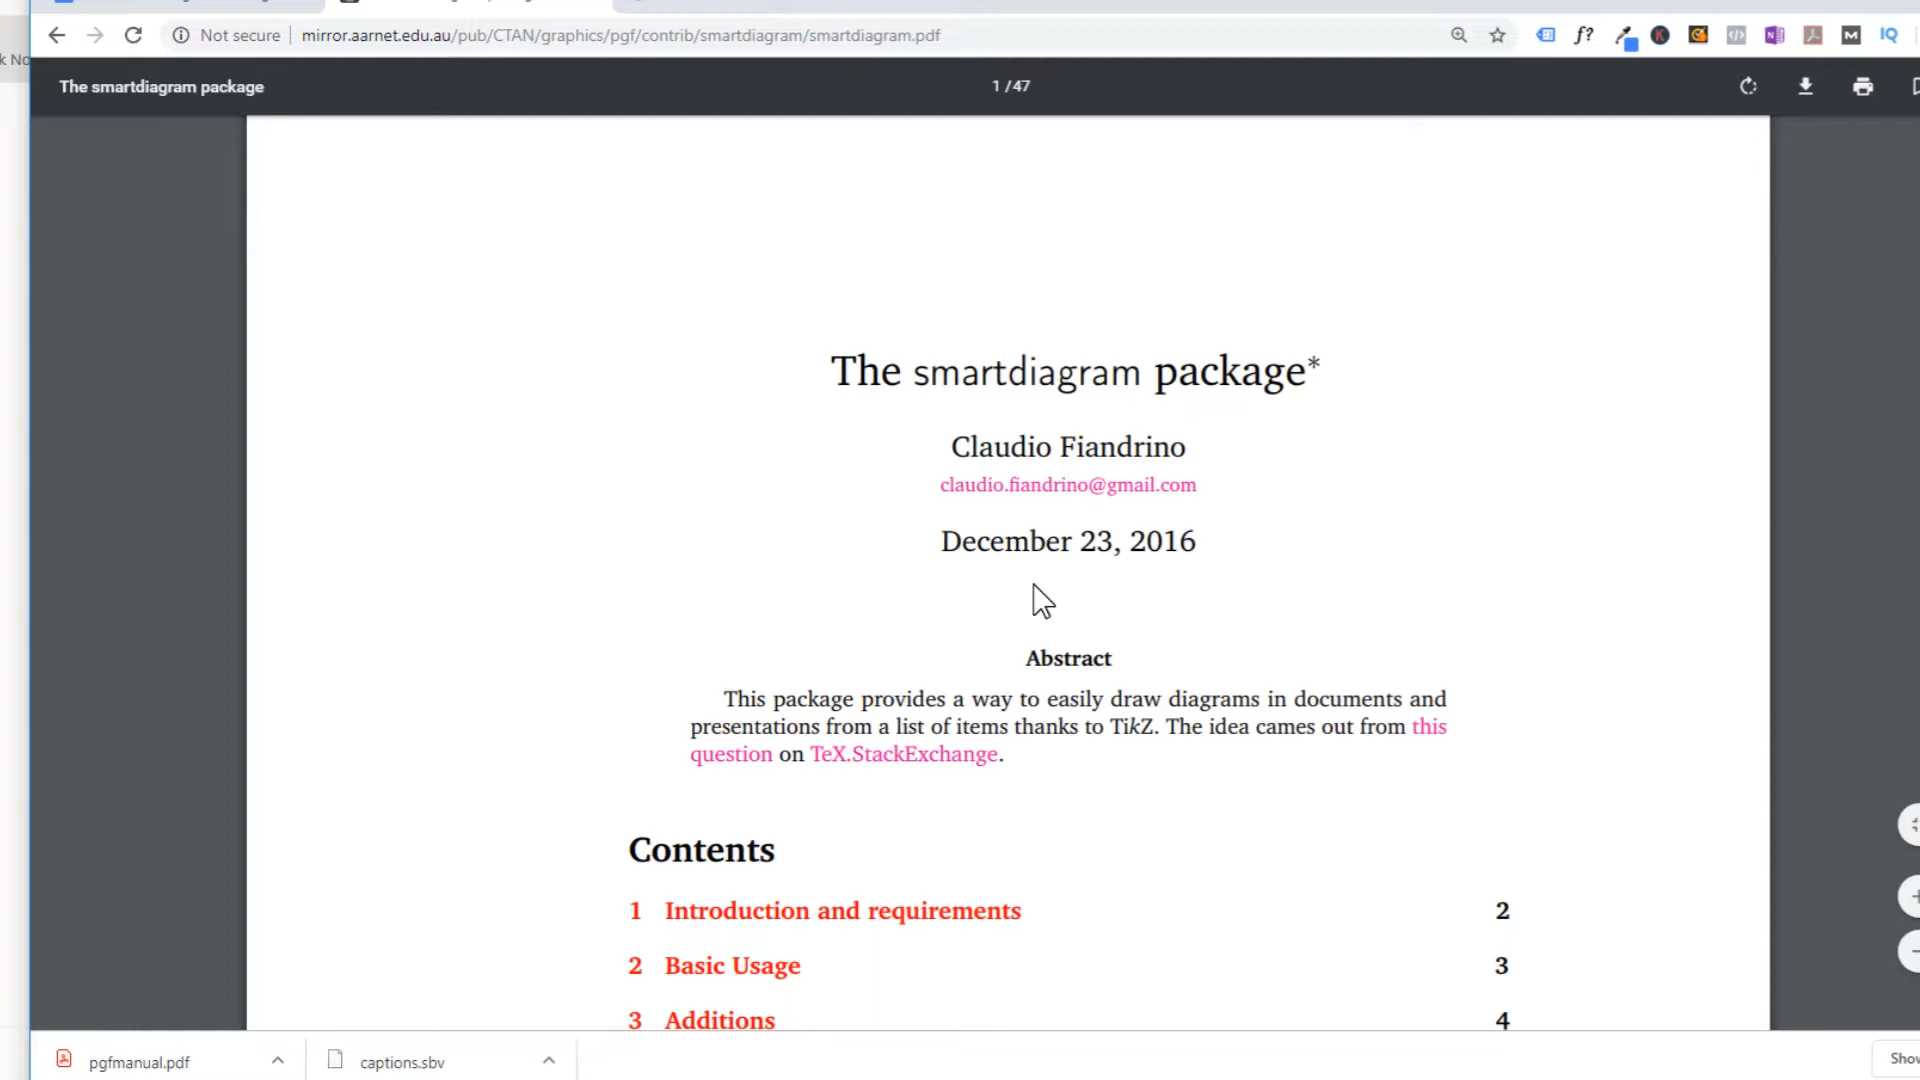 Not secure mirror.aarnet.edu.au/pub/CTAN/graphics/pgf/contrib/smartdiagram/smartdiagram.pdf f? K N M IQ
The smartdiagram package 1 / 47
The smartdiagram package*
Claudio Fiandrino
claudio.fiandrino@gmail.com
December 23, 2016
Abstract
This package provides a way to easily draw diagrams in documents and
presentations from a list of items thanks to TikZ. The idea cames out from this
question on TeX.StackExchange.
Contents
1 Introduction and requirements 2
2 Basic Usage 3
3 Additions 4
pgfmanual.pdf captions.sbv Show